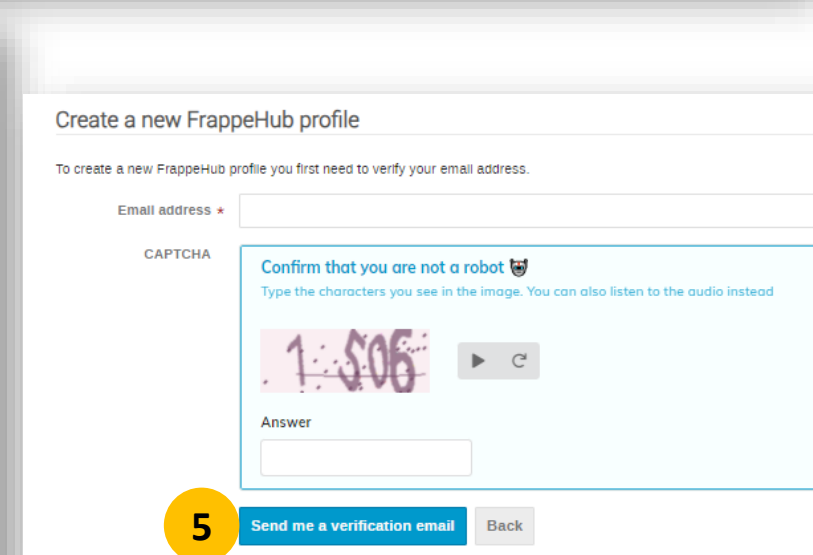 Create a new FrappeHub profile
To create a new FrappeHub profile you first need to verify your email address.
Email address *
CAPTCHA
Confirm that you are not a robot
Type the characters you see in the image. You can also listen to the audio instead
Answer
5
Send me a verification email
Back